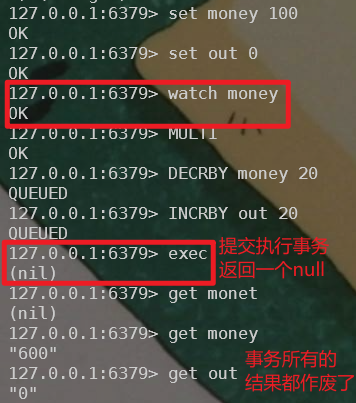 127.0.0.1:6379> set money 100
OK
127.0.0.1:6379> set out 0
OK
127.0.0.1:6379> watch money
OK
127.0.0.1:6379> MULTI
OK
127.0.0.1:6379> DECRBY money 20
QUEUED
127.0.0.1:6379> INCRBY out 20
QUEUED
127.0.0.1:6379> exec
(nil)
提交执行事务
返回一个null
127.0.0.1:6379> get monet
(nil)
127.0.0.1:6379> get money
"600"
127.0.0.1:6379> get out
"0"
事务所有的
结果都作废了